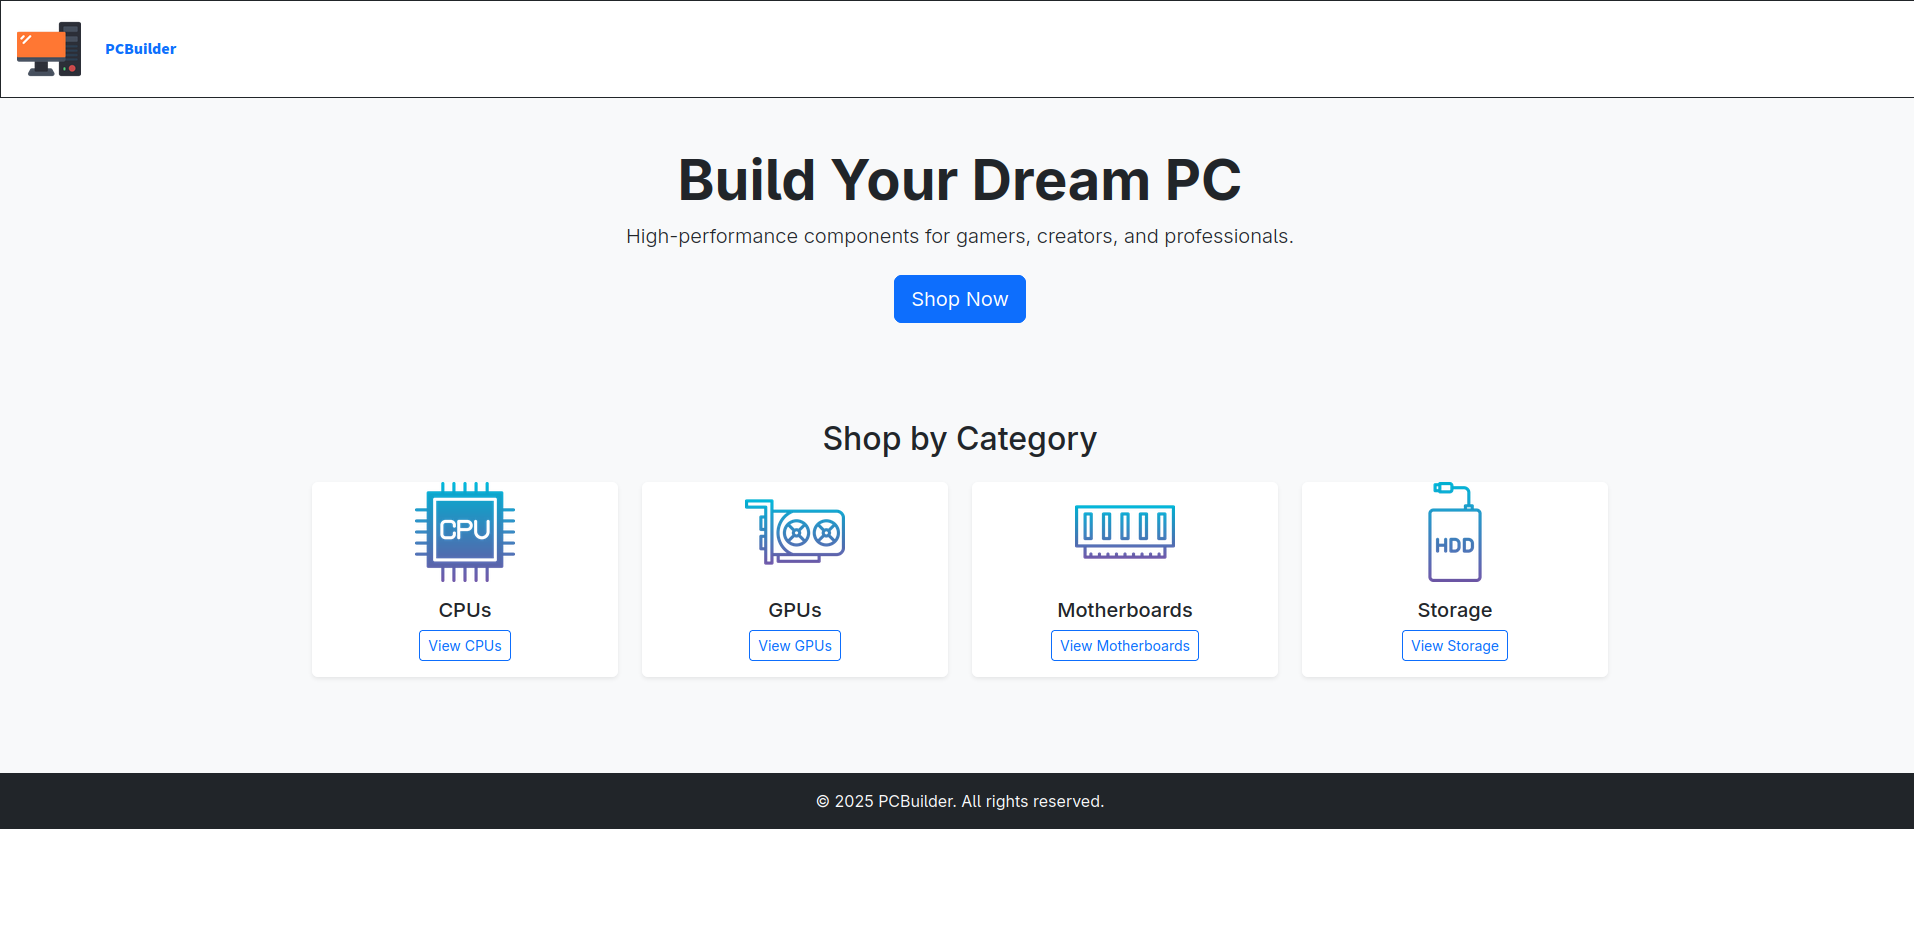 PCBuilder
Build Your Dream PC
High-performance components for gamers, creators, and professionals.
Shop Now
Shop by Category
CPU
HDD
CPUs
GPUs
Motherboards
Storage
View CPUs
View GPUs
View Motherboards
View Storage
© 2025 PCBuilder. All rights reserved.